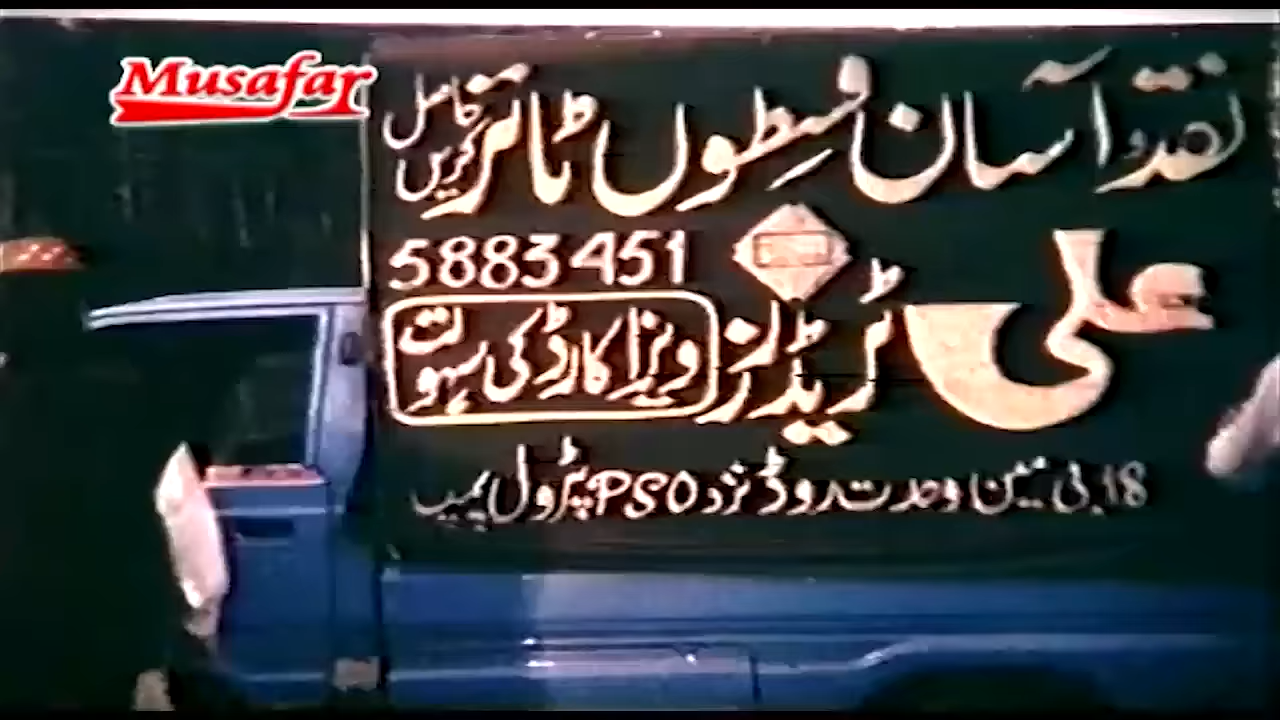 Musafar
نقد و آسان قسطوں ٹائر حاصل کریں
5883451
علی ٹریڈرز
ویزا کارڈ کی سہولت
18 بی مین وحدت روڈ نزد PSO پٹرول پمپ